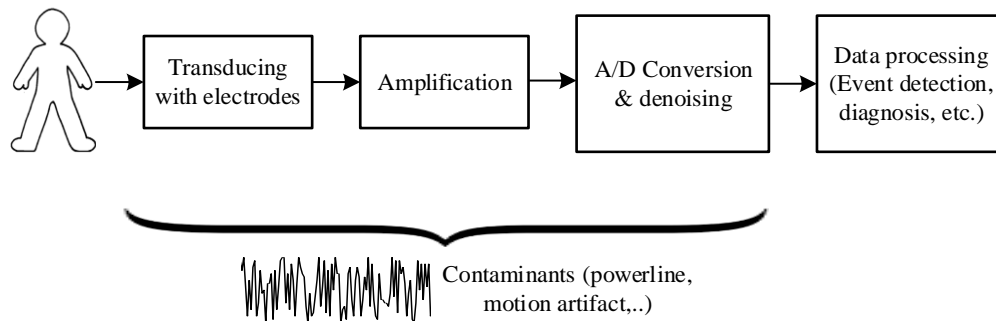 Transducing
with electrodes
Amplification
A/D Conversion
& denoising
Data processing
(Event detection,
diagnosis, etc.)
Contaminants (powerline,
motion artifact,..)